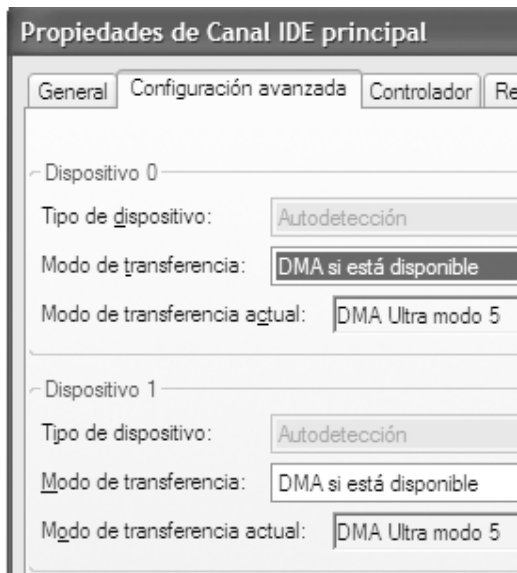 Propiedades de Canal IDE principal
General Configuración avanzada Controlador Re
Dispositivo 0
Tipo de dispositivo: Autodetección
Modo de transferencia: DMA si está disponible
Modo de transferencia actual: DMA Ultra modo 5
Dispositivo 1
Tipo de dispositivo: Autodetección
Modo de transferencia: DMA si está disponible
Modo de transferencia actual: DMA Ultra modo 5